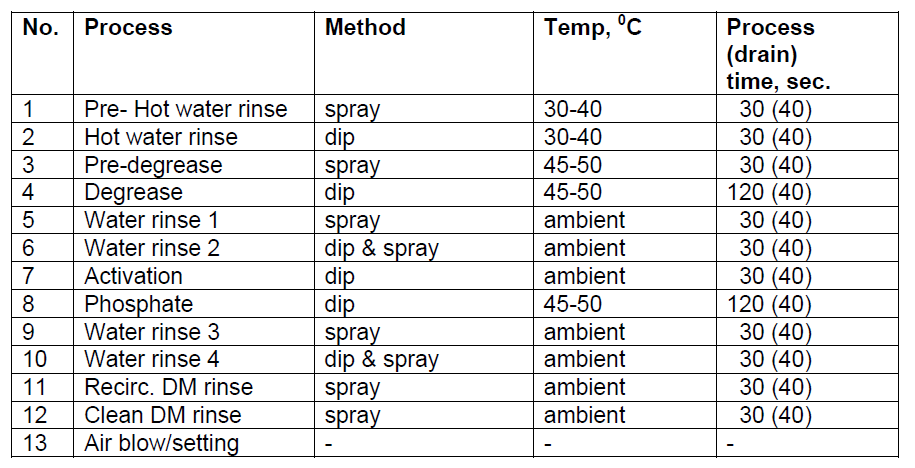 No. Process Method Temp, ⁰C Process
(drain)
time, sec.
1 Pre- Hot water rinse spray 30-40 30 (40)
2 Hot water rinse dip 30-40 30 (40)
3 Pre-degrease spray 45-50 30 (40)
4 Degrease dip 45-50 120 (40)
5 Water rinse 1 spray ambient 30 (40)
6 Water rinse 2 dip & spray ambient 30 (40)
7 Activation dip ambient 30 (40)
8 Phosphate dip 45-50 120 (40)
9 Water rinse 3 spray ambient 30 (40)
10 Water rinse 4 dip & spray ambient 30 (40)
11 Recirc. DM rinse spray ambient 30 (40)
12 Clean DM rinse spray ambient 30 (40)
13 Air blow/setting - - -